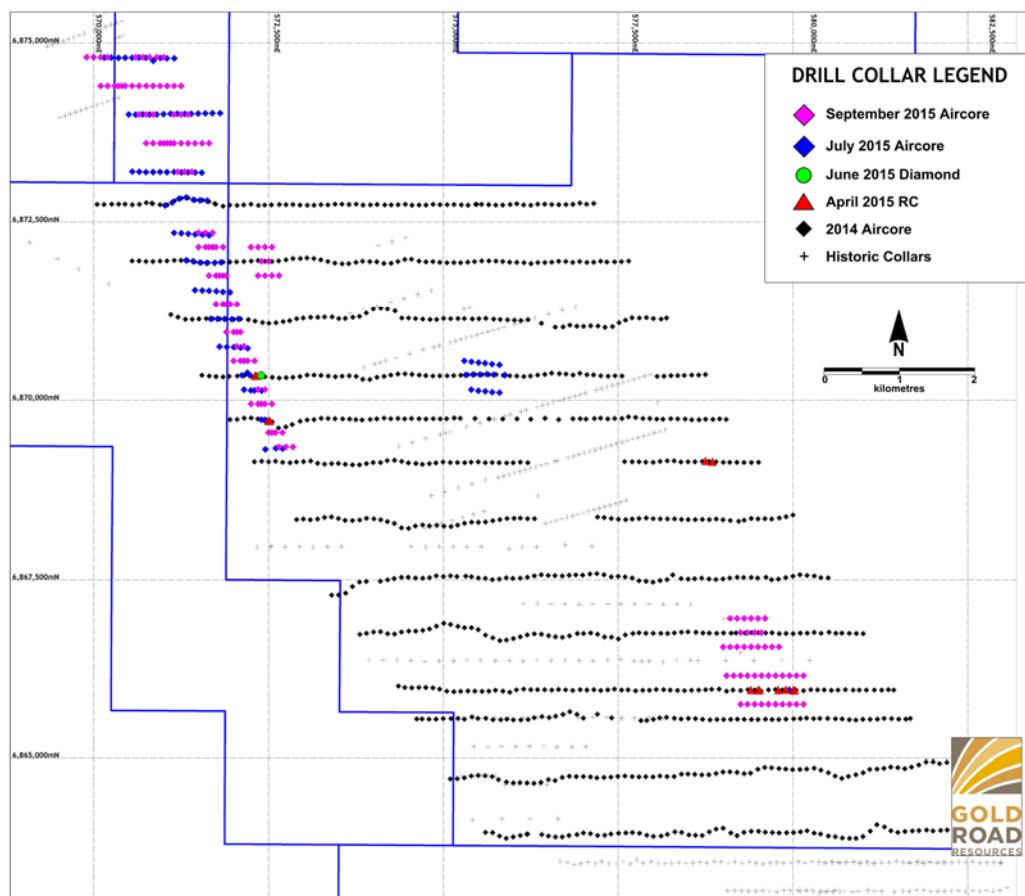 570,000mE
572,500mE
575,000mE
577,500mE
580,000mE
582,500mE
6,875,000mN
DRILL COLLAR LEGEND
September 2015 Aircore
July 2015 Aircore
June 2015 Diamond
April 2015 RC
2014 Aircore
Historic Collars
6,872,500mN
N
0 1 2
kilometres
6,870,000mN
6,867,500mN
6,865,000mN
GOLD
ROAD
RESOURCES